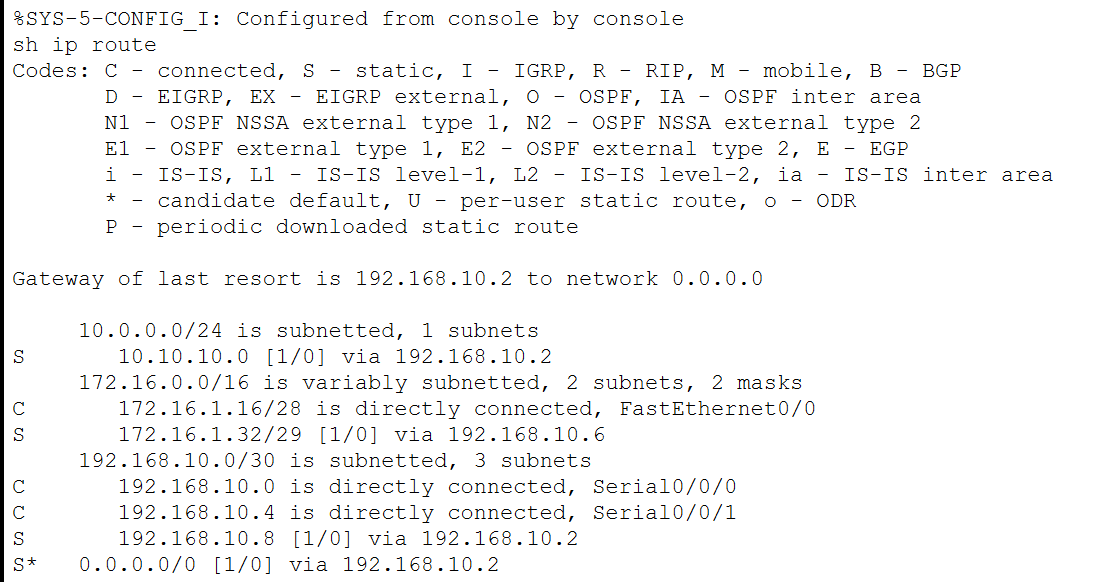 %SYS-5-CONFIG_I: Configured from console by console
sh ip route
Codes: C - connected, S - static, I - IGRP, R - RIP, M - mobile, B - BGP
D - EIGRP, EX - EIGRP external, O - OSPF, IA - OSPF inter area
N1 - OSPF NSSA external type 1, N2 - OSPF NSSA external type 2
E1 - OSPF external type 1, E2 - OSPF external type 2, E - EGP
i - IS-IS, L1 - IS-IS level-1, L2 - IS-IS level-2, ia - IS-IS inter area
* - candidate default, U - per-user static route, o - ODR
P - periodic downloaded static route

Gateway of last resort is 192.168.10.2 to network 0.0.0.0

10.0.0.0/24 is subnetted, 1 subnets
S 10.10.10.0 [1/0] via 192.168.10.2
172.16.0.0/16 is variably subnetted, 2 subnets, 2 masks
C 172.16.1.16/28 is directly connected, FastEthernet0/0
S 172.16.1.32/29 [1/0] via 192.168.10.6
192.168.10.0/30 is subnetted, 3 subnets
C 192.168.10.0 is directly connected, Serial0/0/0
C 192.168.10.4 is directly connected, Serial0/0/1
S 192.168.10.8 [1/0] via 192.168.10.2
S* 0.0.0.0/0 [1/0] via 192.168.10.2